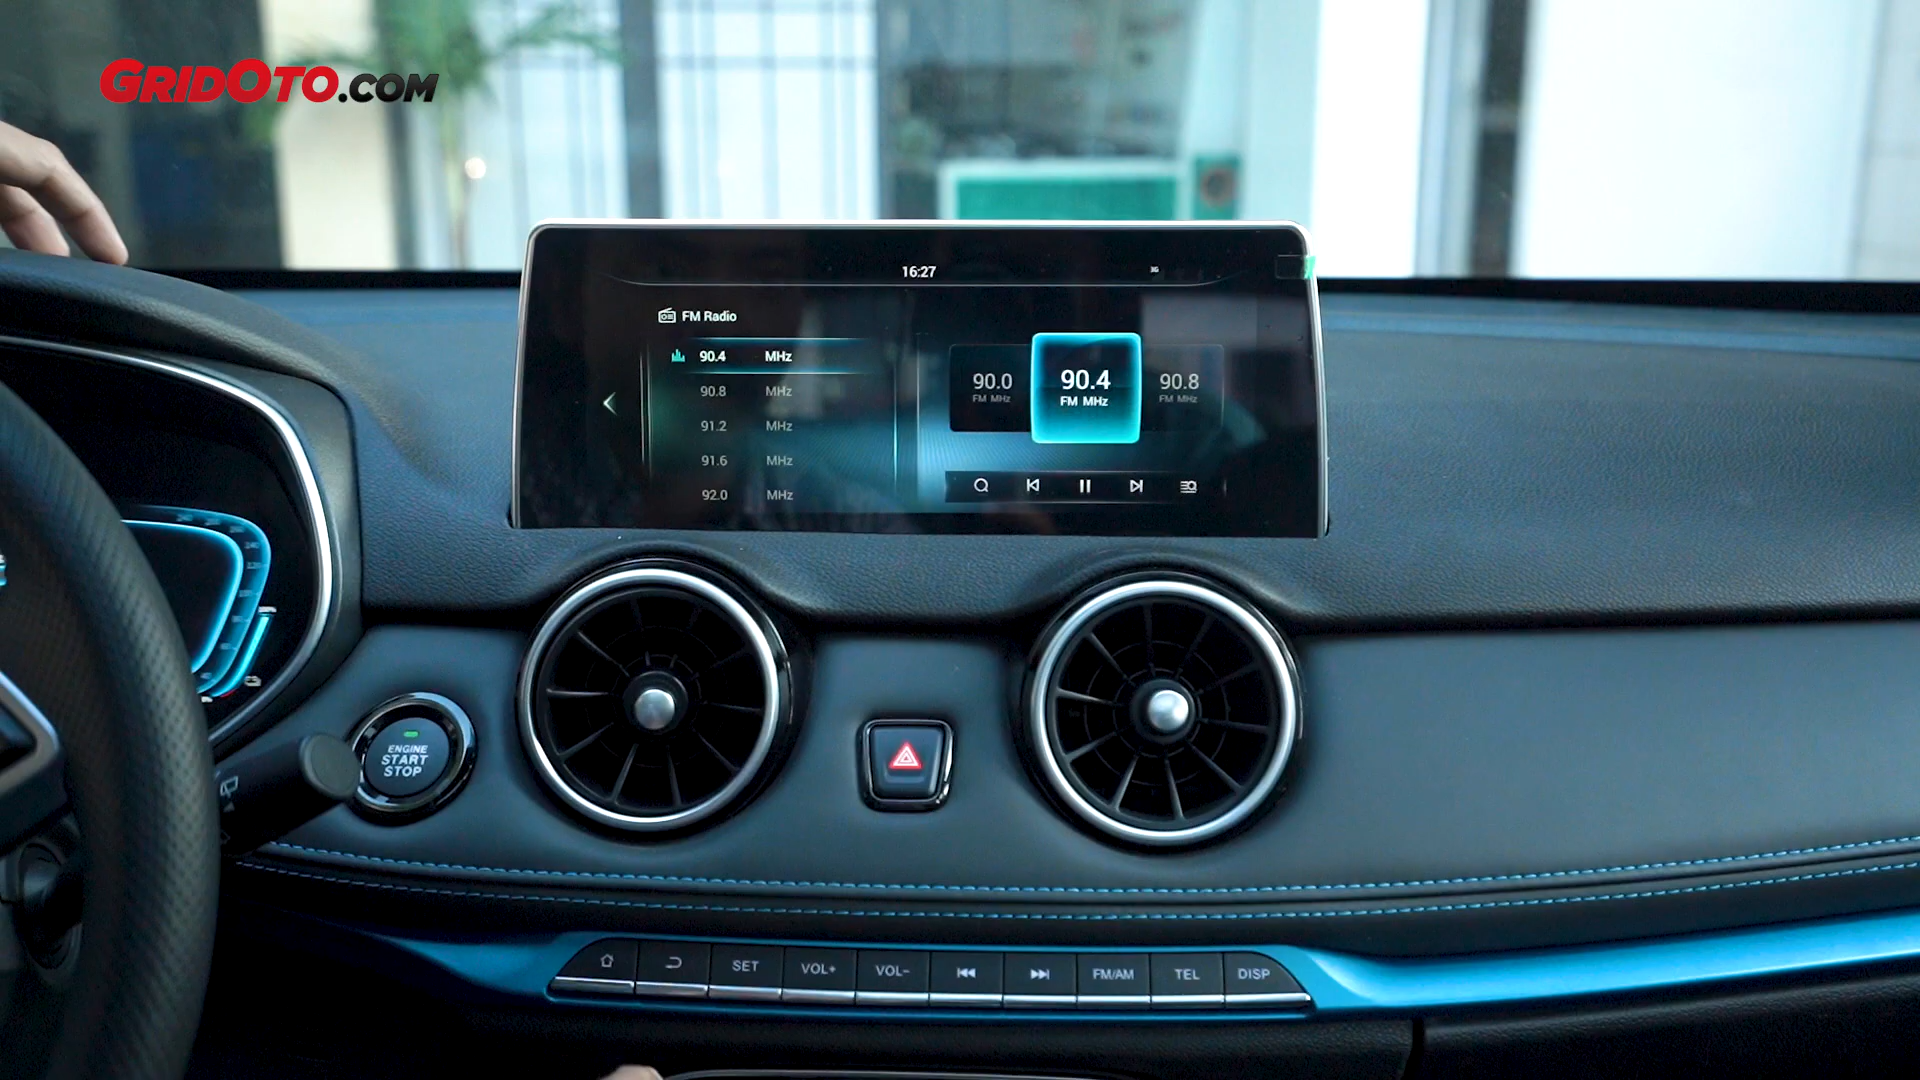 GRIDOTO.COM
16:27
3G
FM Radio
90.4 MHz
90.8 MHz
91.2 MHz
91.6 MHz
92.0 MHz
90.0
FM MHz
90.4
FM MHz
90.8
FM MHz
ENGINE
START
STOP
SET
VOL+
VOL-
FM/AM
TEL
DISP